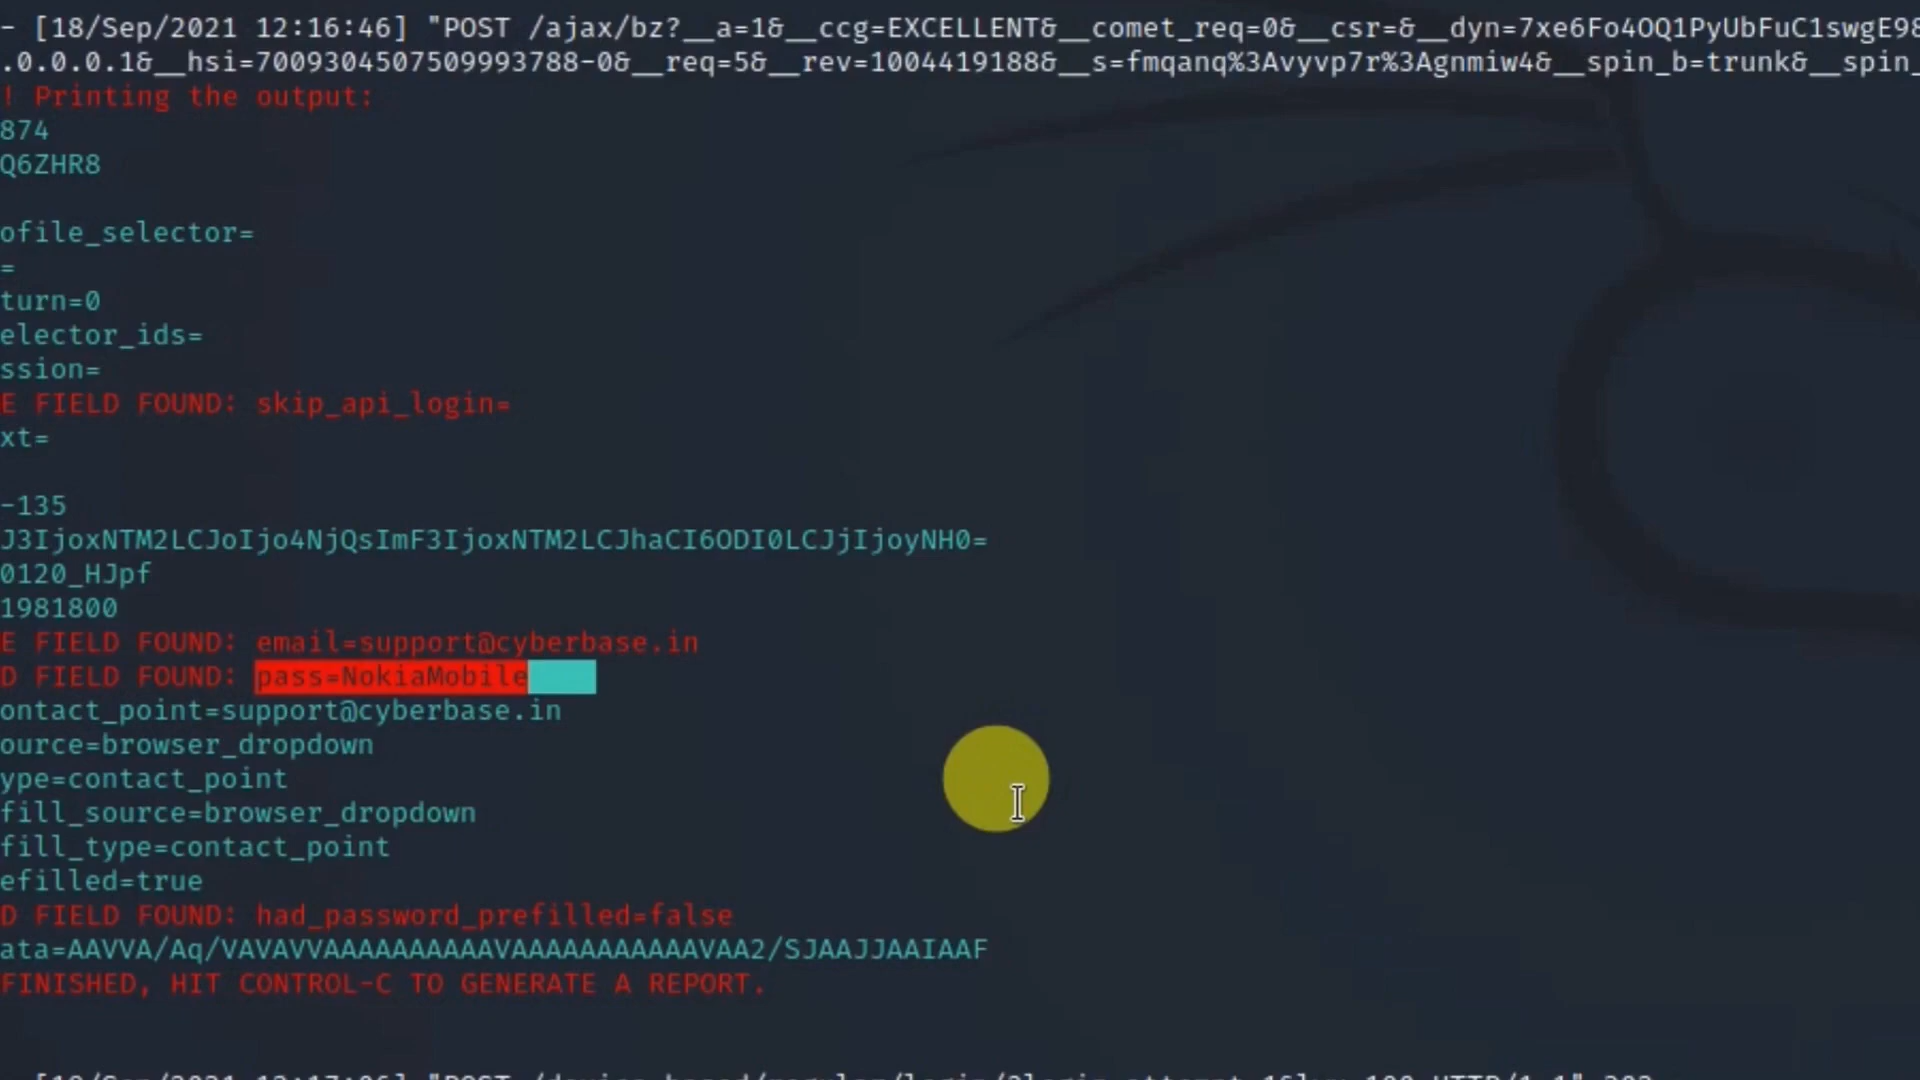 - [18/Sep/2021 12:16:46] "POST /ajax/bz?__a=1&__ccg=EXCELLENT&__comet_req=0&__csr=&__dyn=7xe6Fo4OQ1PyUbFuC1swgE98
.0.0.0.1&__hsi=7009304507509993788-0&__req=5&__rev=1004419188&__s=fmqanq%3Avyvp7r%3Agnmiw4&__spin_b=trunk&__spin_
! Printing the output:
874
Q6ZHR8
ofile_selector=
=
turn=0
elector_ids=
ssion=
E FIELD FOUND: skip_api_login=
xt=
-135
J3IjoxNTM2LCJoIjo4NjQsImF3IjoxNTM2LCJhaCI6ODI0LCJjIjoyNH0=
0120_HJpf
1981800
E FIELD FOUND: email=support@cyberbase.in
D FIELD FOUND: pass=NokiaMobile
ontact_point=support@cyberbase.in
ource=browser_dropdown
ype=contact_point
fill_source=browser_dropdown
fill_type=contact_point
efilled=true
D FIELD FOUND: had_password_prefilled=false
ata=AAVVA/Aq/VAVAVVAAAAAAAAAAVAAAAAAAAAAAVAA2/SJAAJJAAIAAF
FINISHED, HIT CONTROL-C TO GENERATE A REPORT.